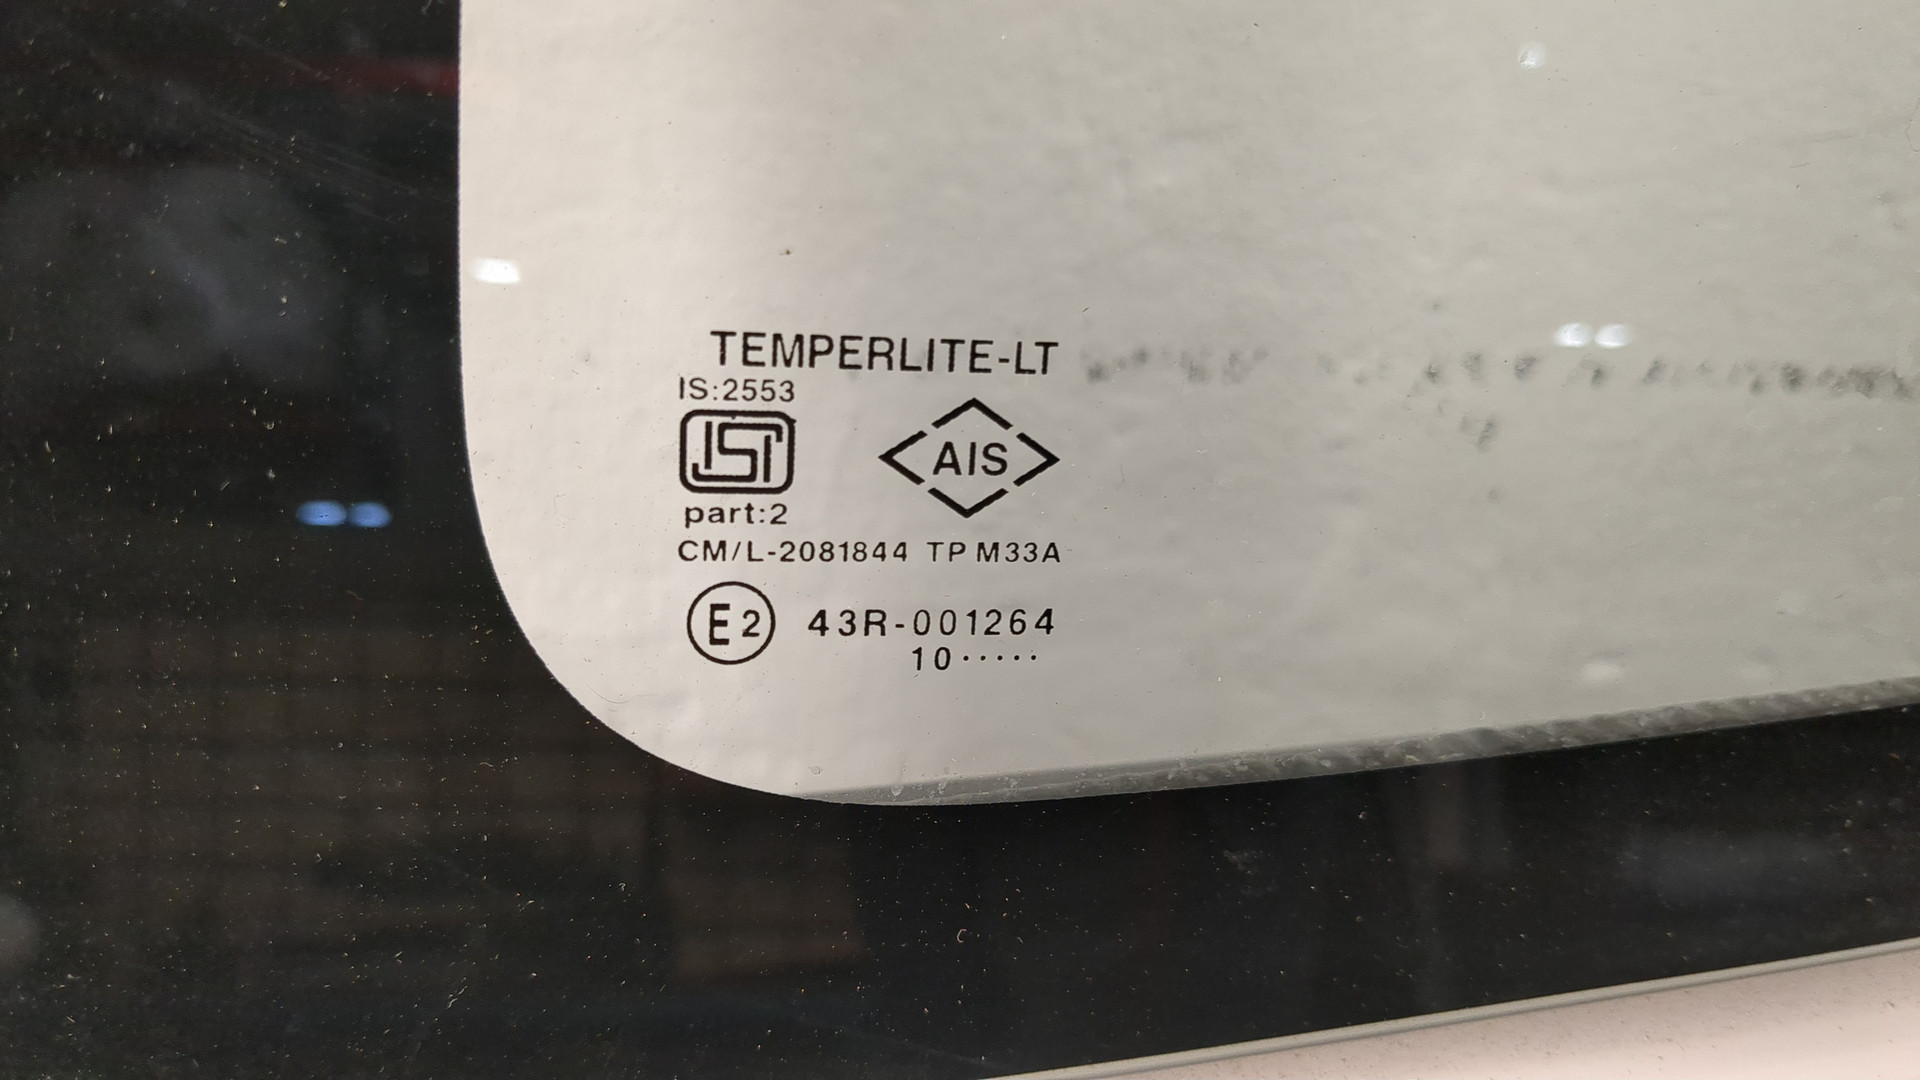 TEMPERLITE-LT
IS:2553
ISI
AIS
part:2
CM/L-2081844 TP M33A
E2 43R-001264
10·····